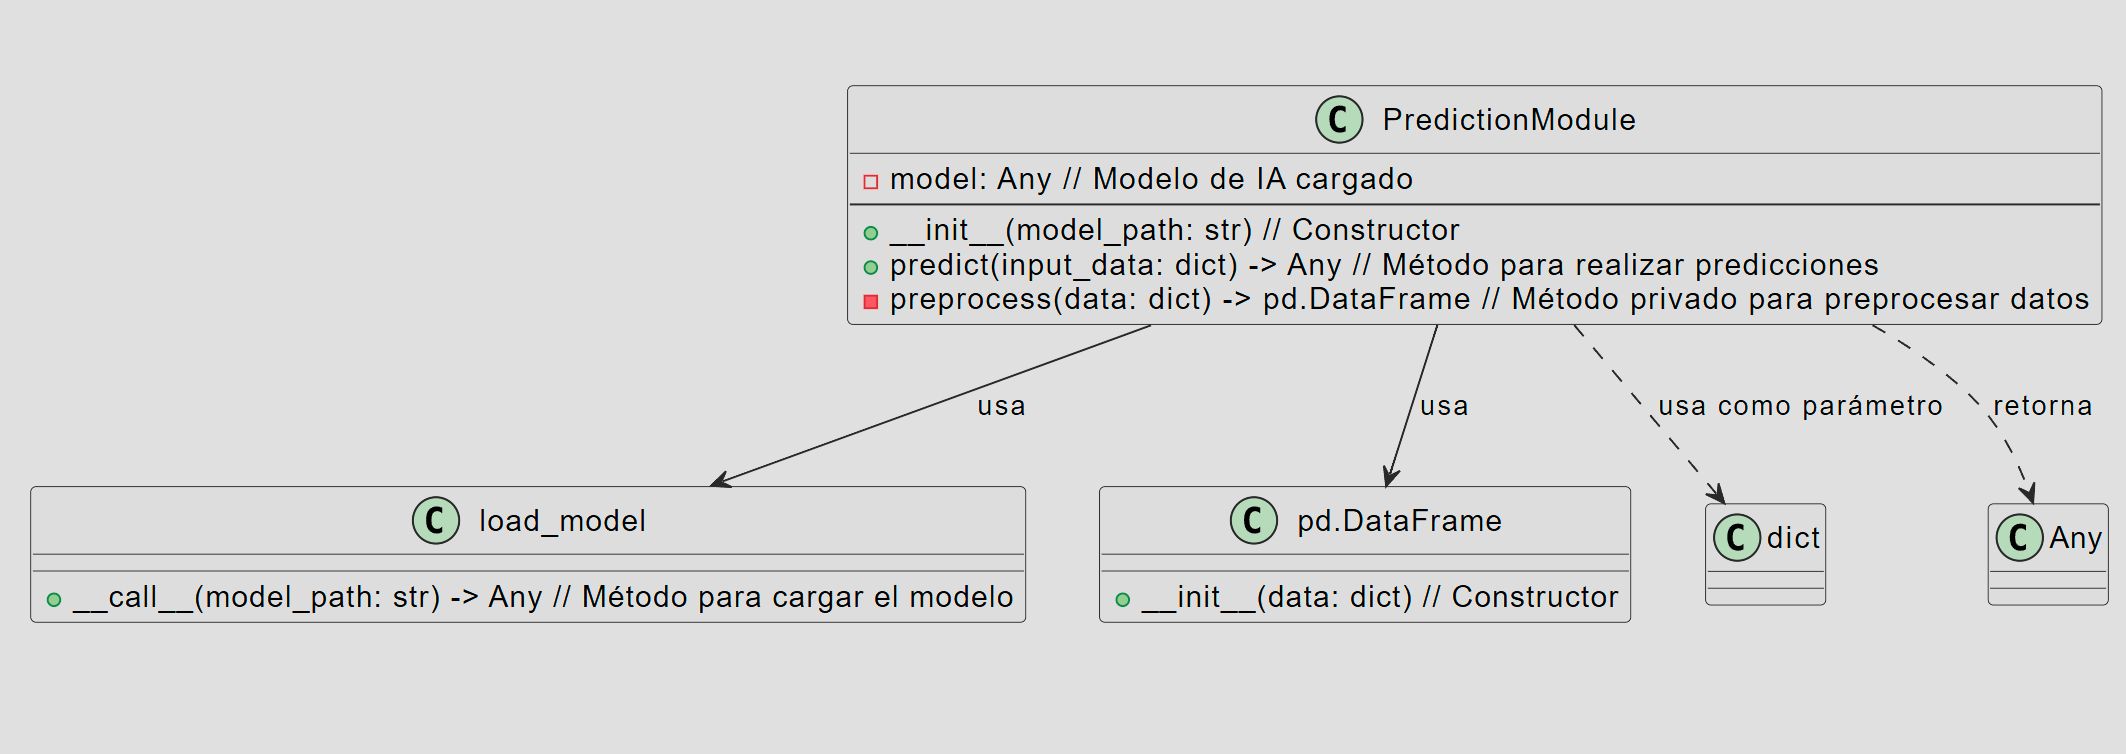 C PredictionModule
model: Any // Modelo de IA cargado
__init__(model_path: str) // Constructor
predict(input_data: dict) -> Any // Método para realizar predicciones
preprocess(data: dict) -> pd.DataFrame // Método privado para preprocesar datos
usa
usa
usa como parámetro
retorna
C load_model
__call__(model_path: str) -> Any // Método para cargar el modelo
C pd.DataFrame
__init__(data: dict) // Constructor
C dict
C Any